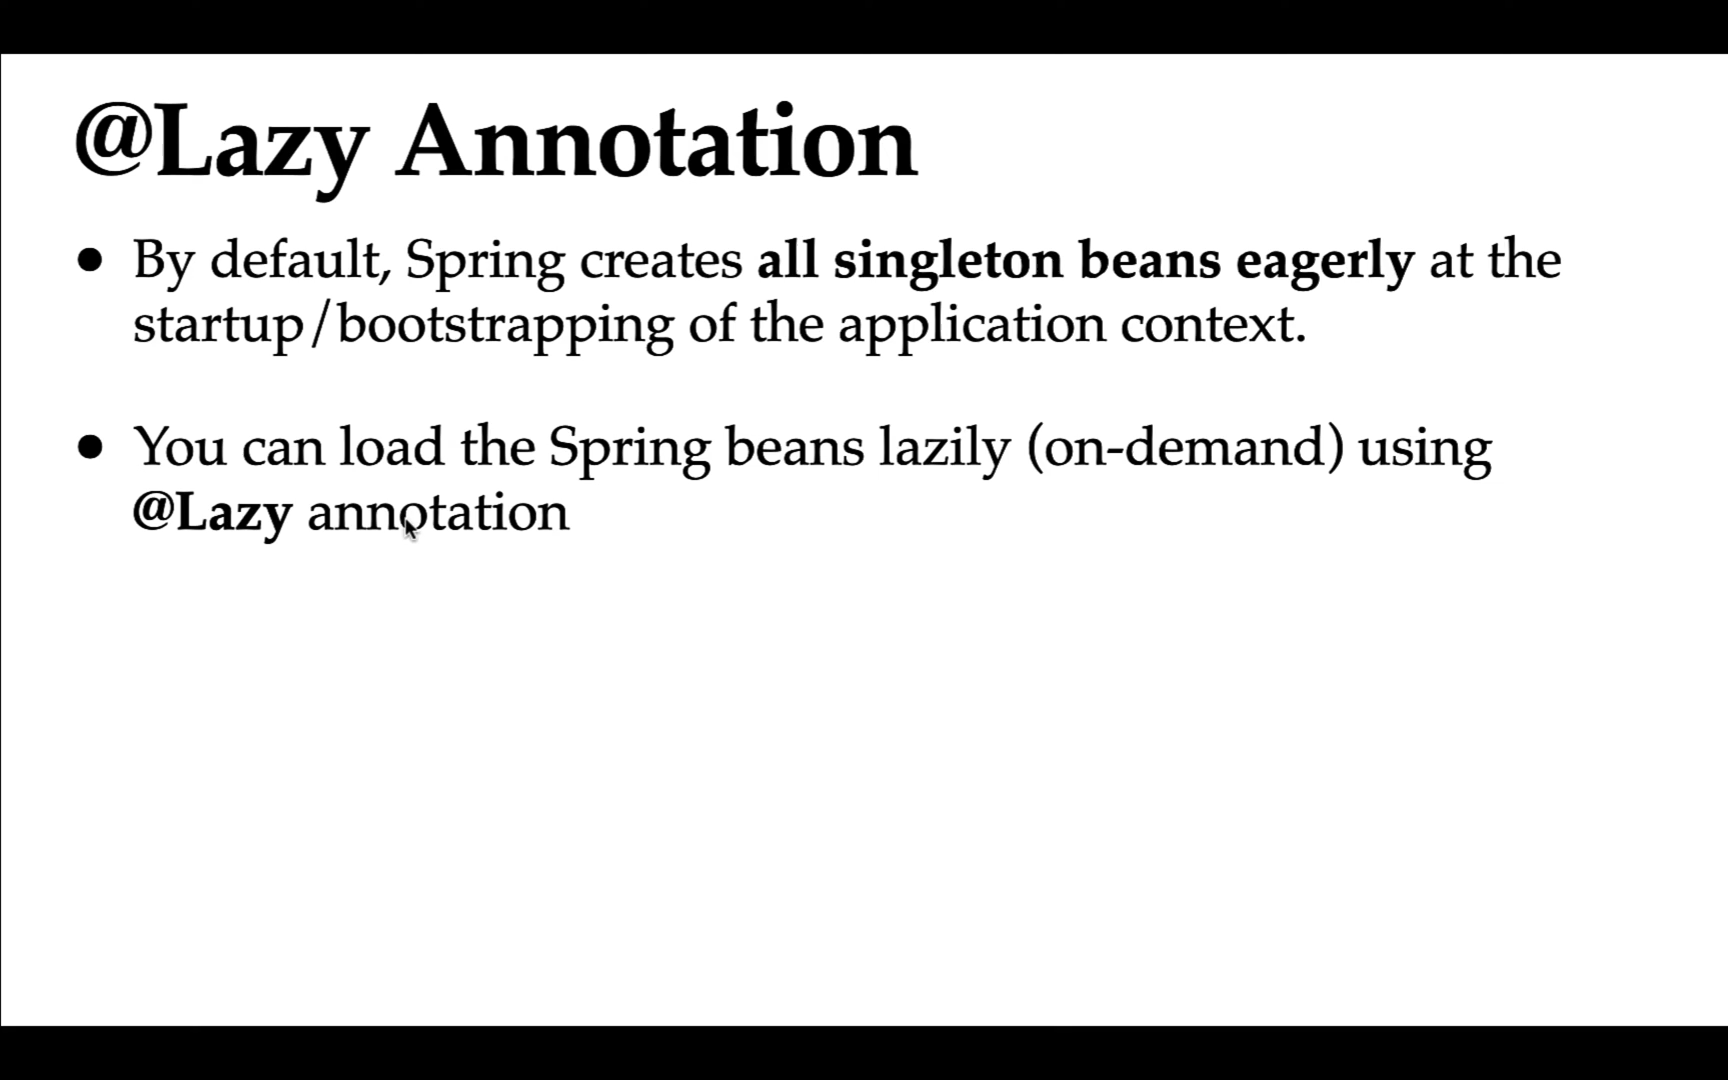 @Lazy Annotation
• By default, Spring creates all singleton beans eagerly at the
startup/bootstrapping of the application context.
• You can load the Spring beans lazily (on-demand) using
@Lazy annotation